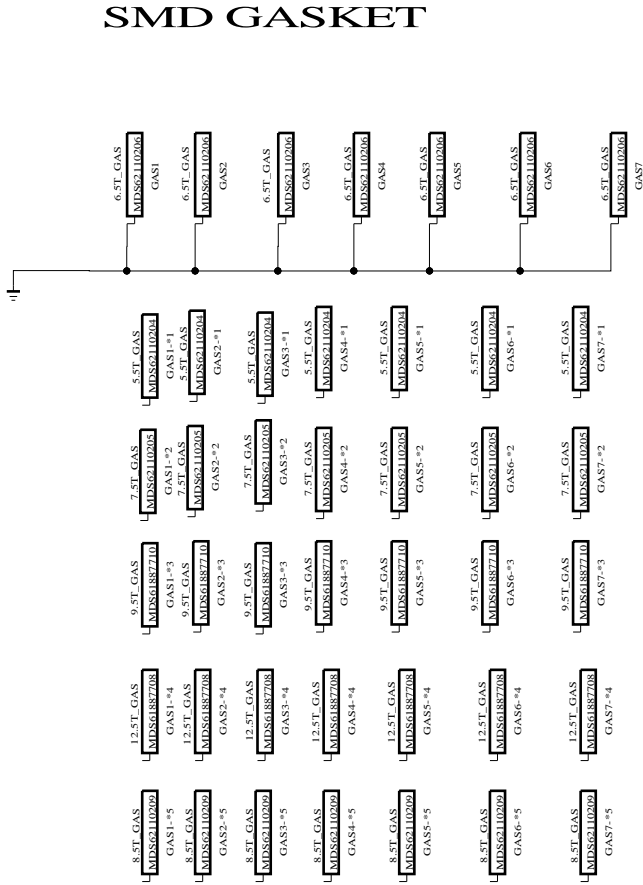 SMD GASKET
6.5T_GAS
MDS62110206
GAS1
6.5T_GAS
MDS62110206
GAS2
6.5T_GAS
MDS62110206
GAS3
6.5T_GAS
MDS62110206
GAS4
6.5T_GAS
MDS62110206
GAS5
6.5T_GAS
MDS62110206
GAS6
6.5T_GAS
MDS62110206
GAS7
5.5T_GAS
MDS62110204
GAS1-*1
5.5T_GAS
MDS62110204
GAS2-*1
5.5T_GAS
MDS62110204
GAS3-*1
5.5T_GAS
MDS62110204
GAS4-*1
5.5T_GAS
MDS62110204
GAS5-*1
5.5T_GAS
MDS62110204
GAS6-*1
5.5T_GAS
MDS62110204
GAS7-*1
7.5T_GAS
MDS62110205
GAS1-*2
7.5T_GAS
MDS62110205
GAS2-*2
7.5T_GAS
MDS62110205
GAS3-*2
7.5T_GAS
MDS62110205
GAS4-*2
7.5T_GAS
MDS62110205
GAS5-*2
7.5T_GAS
MDS62110205
GAS6-*2
7.5T_GAS
MDS62110205
GAS7-*2
9.5T_GAS
MDS61887710
GAS1-*3
9.5T_GAS
MDS61887710
GAS2-*3
9.5T_GAS
MDS61887710
GAS3-*3
9.5T_GAS
MDS61887710
GAS4-*3
9.5T_GAS
MDS61887710
GAS5-*3
9.5T_GAS
MDS61887710
GAS6-*3
9.5T_GAS
MDS61887710
GAS7-*3
12.5T_GAS
MDS61887708
GAS1-*4
12.5T_GAS
MDS61887708
GAS2-*4
12.5T_GAS
MDS61887708
GAS3-*4
12.5T_GAS
MDS61887708
GAS4-*4
12.5T_GAS
MDS61887708
GAS5-*4
12.5T_GAS
MDS61887708
GAS6-*4
12.5T_GAS
MDS61887708
GAS7-*4
8.5T_GAS
MDS62110209
GAS1-*5
8.5T_GAS
MDS62110209
GAS2-*5
8.5T_GAS
MDS62110209
GAS3-*5
8.5T_GAS
MDS62110209
GAS4-*5
8.5T_GAS
MDS62110209
GAS5-*5
8.5T_GAS
MDS62110209
GAS6-*5
8.5T_GAS
MDS62110209
GAS7-*5